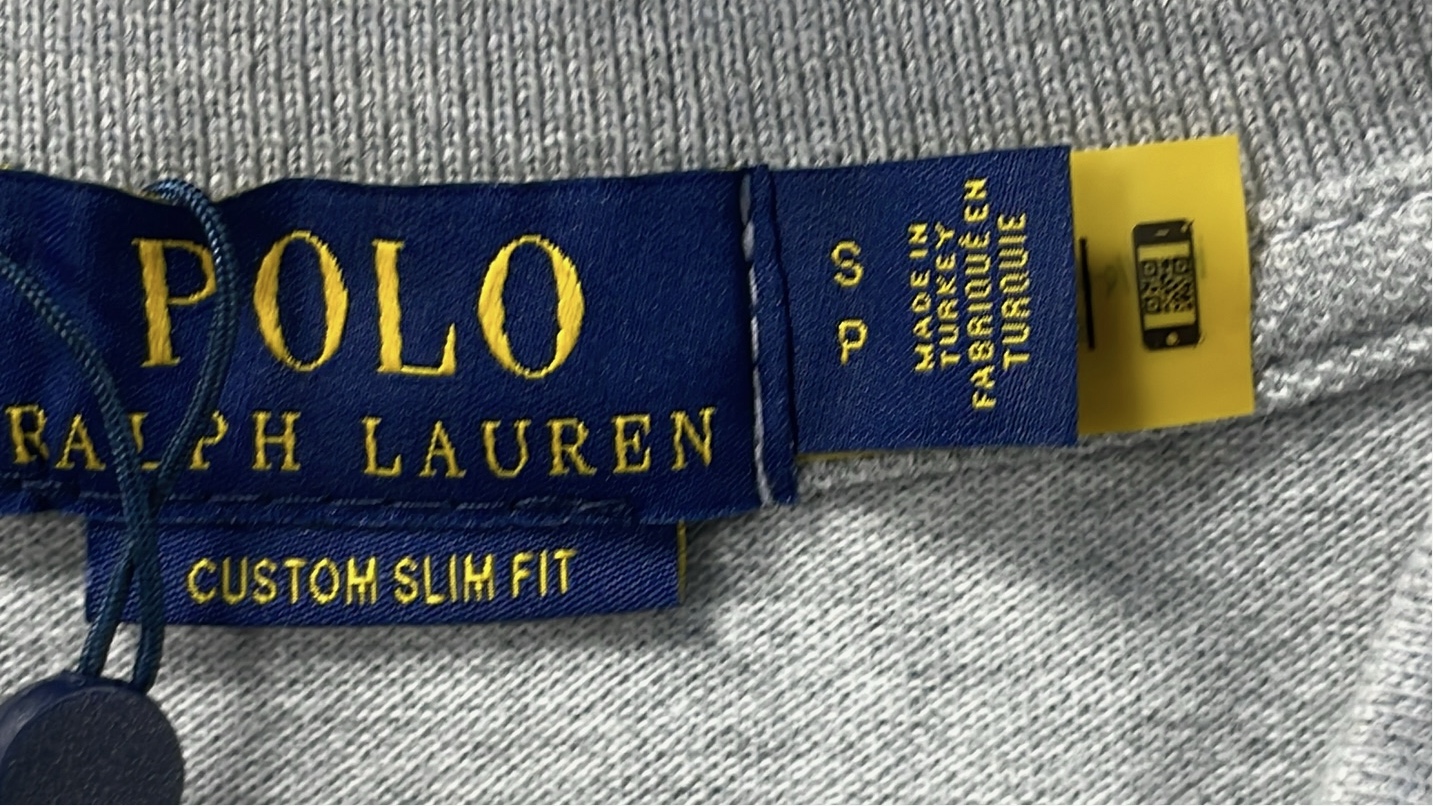 POLO
RALPH LAUREN
CUSTOM SLIM FIT
S
P
MADE IN
TURKEY
FABRIQUÉ EN
TURQUIE